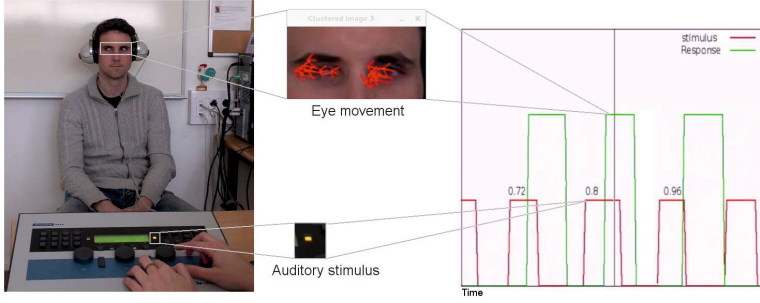 Clustered image 3
Eye movement
Auditory stimulus
stimulus
Response
0.72
0.8
0.96
Time